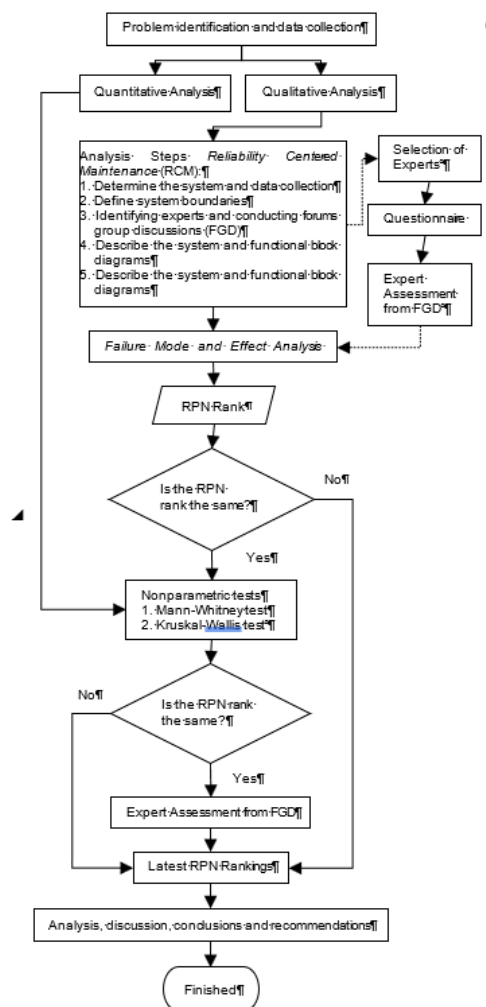 Problem identification and data collection¶
Quantitative Analysis¶
Qualitative Analysis¶
Analysis Steps Reliability Centered
Maintenance (RCM):¶
1. Determine the system and data collection¶
2. Define system boundaries¶
3. Identifying experts and conducting forums
group discussions (FGD)¶
4. Describe the system and functional block
diagrams¶
5. Describe the system and functional block
diagrams¶
Selection of
Experts¶
Questionnaire
Expert
Assessment
from FGD¶
Failure Mode and Effect Analysis
RPN Rank¶
Is the RPN
rank the same?¶
No¶
Yes¶
Nonparametric tests¶
1. Mann-Whitney test¶
2. Kruskal-Wallis test¶
No¶
Is the RPN rank
the same?¶
Yes¶
Expert Assessment from FGD¶
Latest RPN Rankings¶
Analysis, discussion, conclusions and recommendations¶
Finished¶